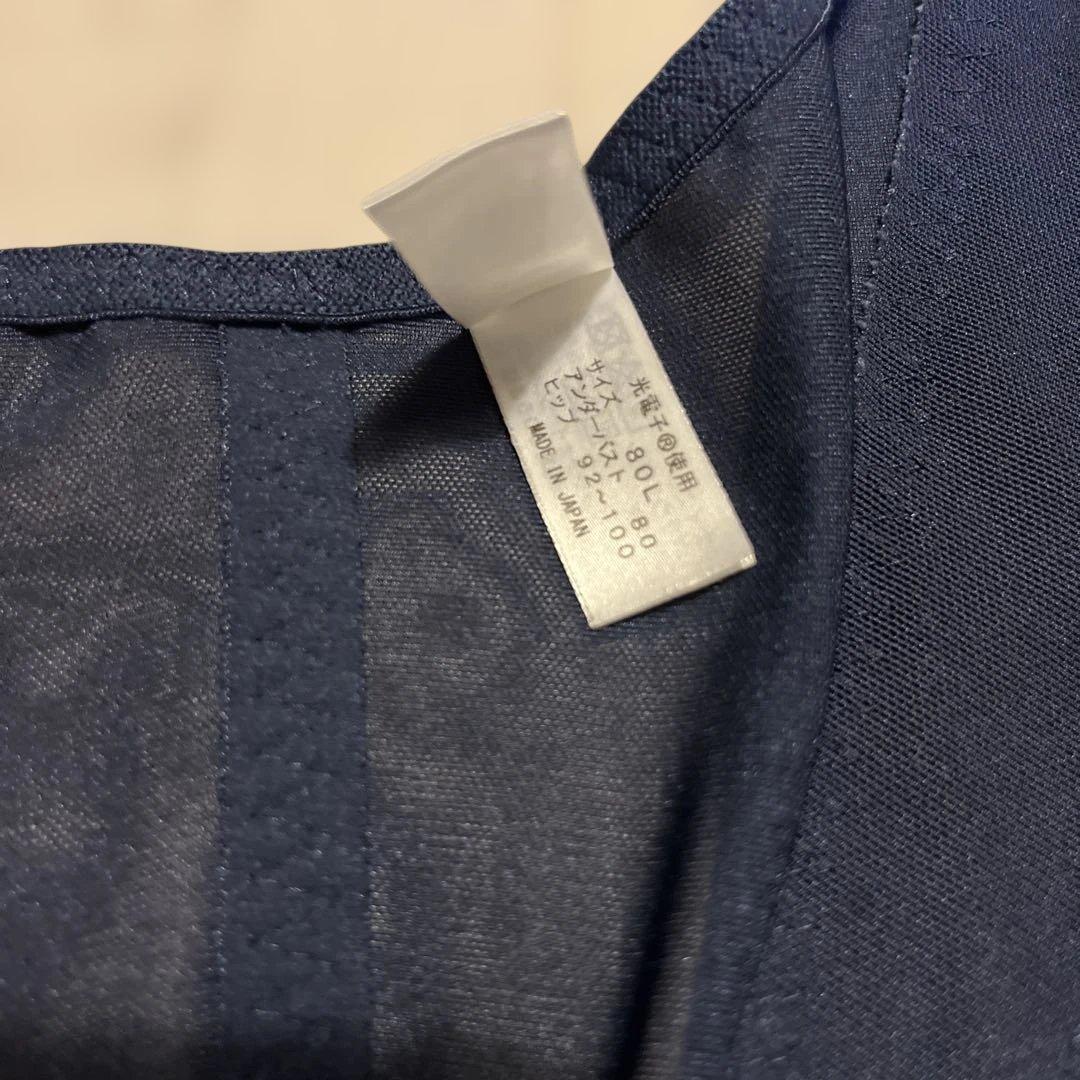 光電子®使用
サイズ 80L
アンダーバスト 80
ヒップ 92~100
MADE IN JAPAN